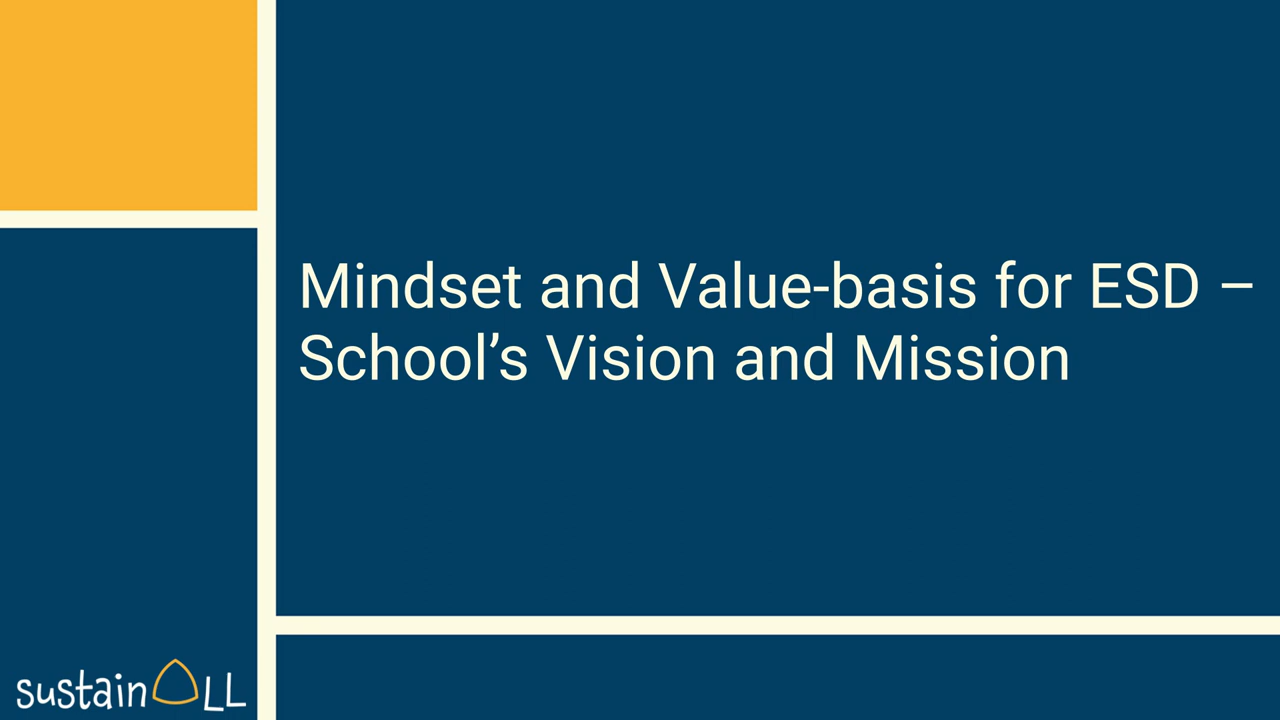 Mindset and Value-basis for ESD –
School’s Vision and Mission
sustainALL